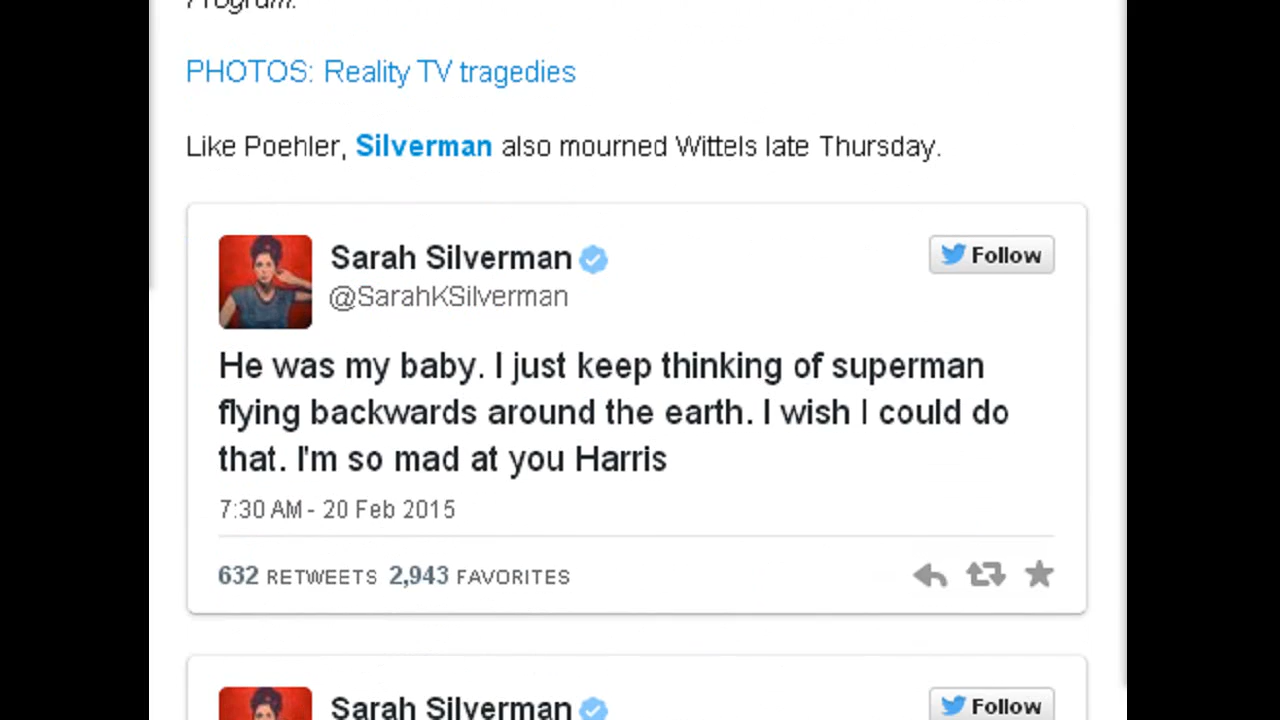 Program.
PHOTOS: Reality TV tragedies
Like Poehler, Silverman also mourned Wittels late Thursday.
Sarah Silverman
Follow
@SarahKSilverman
He was my baby. I just keep thinking of superman
flying backwards around the earth. I wish I could do
that. I'm so mad at you Harris
7:30 AM - 20 Feb 2015
632 RETWEETS 2,943 FAVORITES
Sarah Silverman
Follow